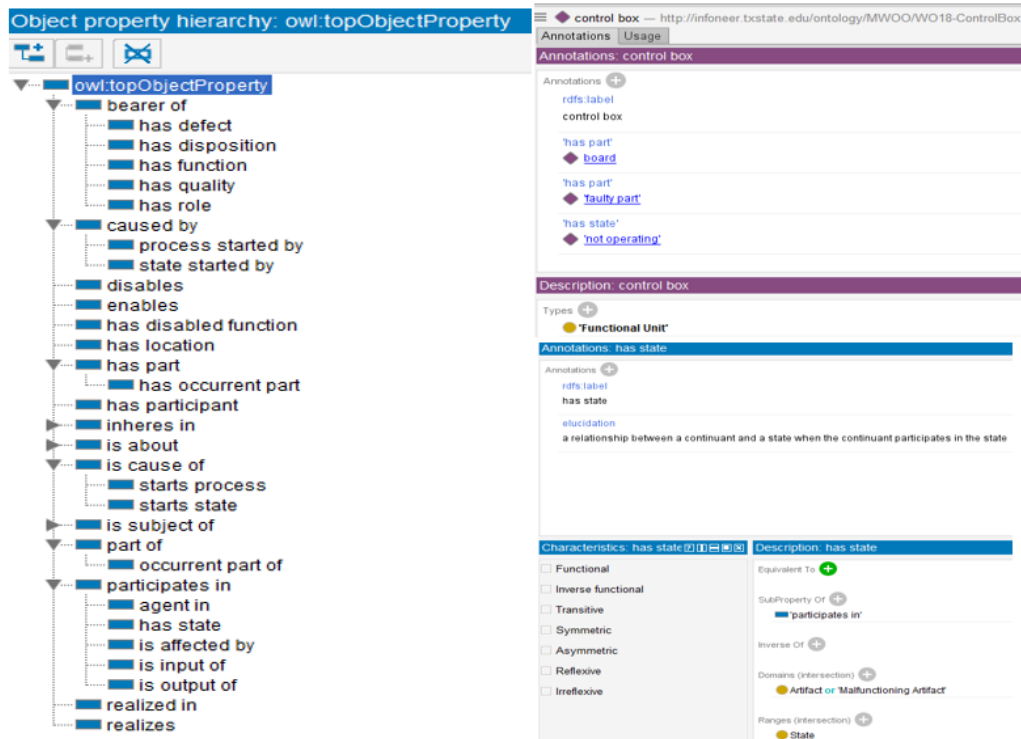 Object property hierarchy: owl:topObjectProperty
owl:topObjectProperty
bearer of
has defect
has disposition
has function
has quality
has role
caused by
process started by
state started by
disables
enables
has disabled function
has location
has part
has occurrent part
has participant
inheres in
is about
is cause of
starts process
starts state
is subject of
part of
occurrent part of
participates in
agent in
has state
is affected by
is input of
is output of
realized in
realizes
control box — http://infoneer.txstate.edu/ontology/MWOO/WO18-ControlBox
Annotations Usage
Annotations: control box
Annotations
rdfs:label
control box
'has part'
board
'has part'
'faulty part'
'has state'
'not operating'
Description: control box
Types
'Functional Unit'
Annotations: has state
Annotations
rdfs:label
has state
elucidation
a relationship between a continuant and a state when the continuant participates in the state
Characteristics: has state
Functional
Inverse functional
Transitive
Symmetric
Asymmetric
Reflexive
Irreflexive
Description: has state
Equivalent To
SubProperty Of
'participates in'
Inverse Of
Domains (intersection)
Artifact or 'Malfunctioning Artifact'
Ranges (intersection)
State